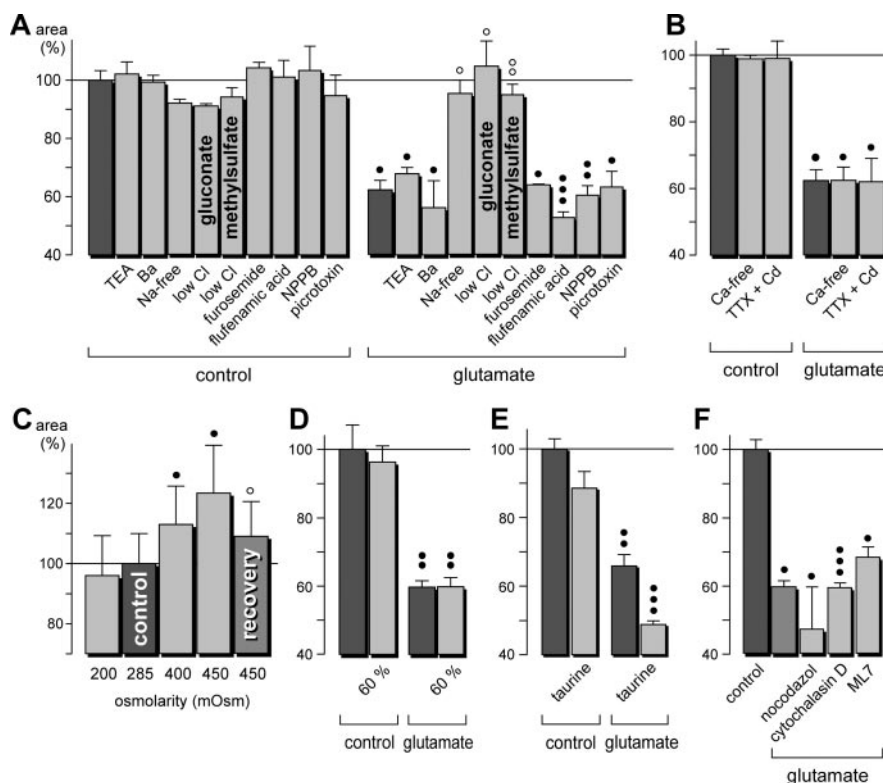 A
area
(%)
100
80
60
40
gluconate
methylsulfate
gluconate
methylsulfate
TEA
Ba
Na-free
low Cl
low Cl
furosemide
flufenamic acid
NPPB
picrotoxin
TEA
Ba
Na-free
low Cl
low Cl
furosemide
flufenamic acid
NPPB
picrotoxin
control
glutamate
B
100
80
60
40
Ca-free
TTX + Cd
Ca-free
TTX + Cd
control
glutamate
C
area
(%)
120
100
80
control
recovery
200 285 400 450 450
osmolarity (mOsm)
D
100
80
60
40
60 %
60 %
control glutamate
E
100
80
60
40
taurine
taurine
control glutamate
F
100
80
60
40
control
nocodazol
cytochalasin D
ML7
glutamate